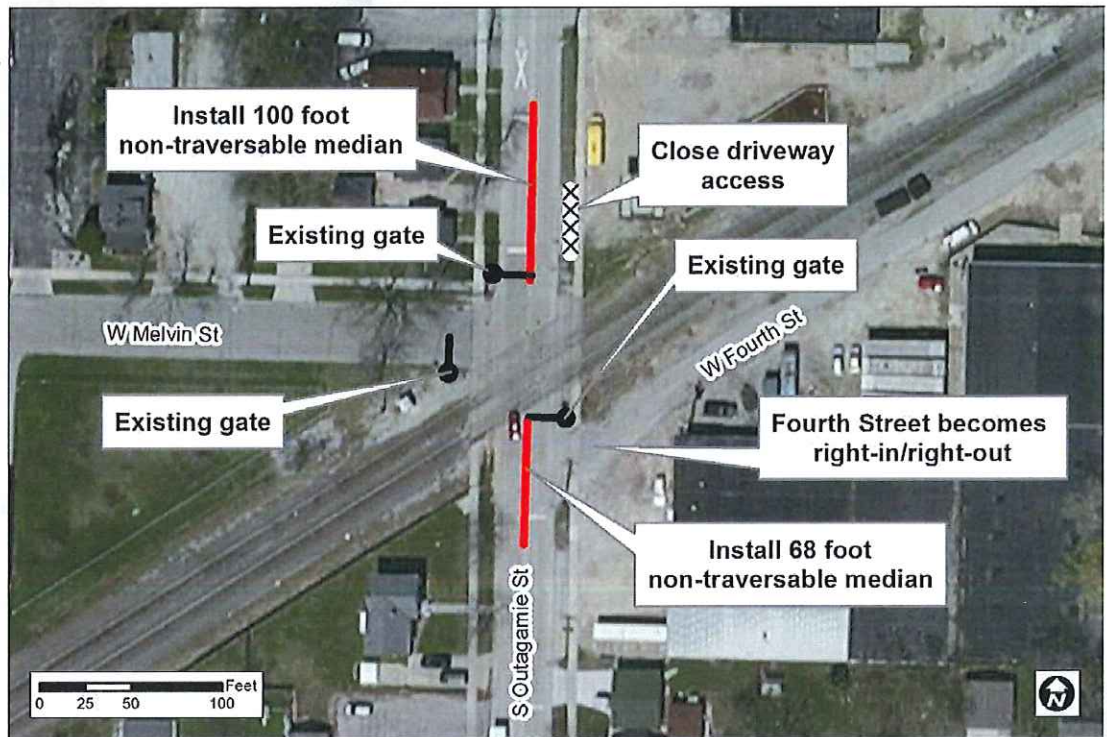 Install 100 foot
non-traversable median
Close driveway
access
Existing gate
Existing gate
W Melvin St
W Fourth St
Existing gate
Fourth Street becomes
right-in/right-out
Install 68 foot
non-traversable median
S Outagamie St
Feet
0 25 50 100
N